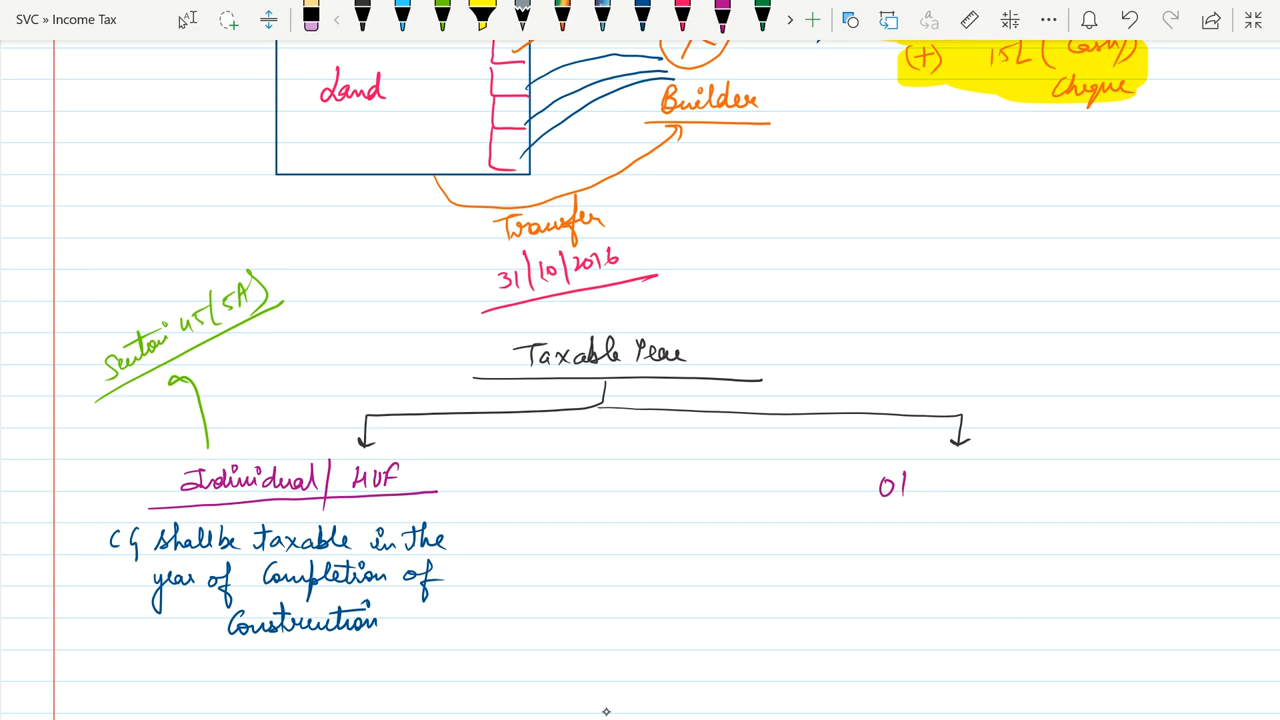 SVC » Income Tax
(+) 15L (Cash)
Cheque
Land
Builder
Transfer
31/10/2016
Section 45(5A)
Taxable Year
Individual / HUF
CG shall be taxable in the
year of Completion of
Construction